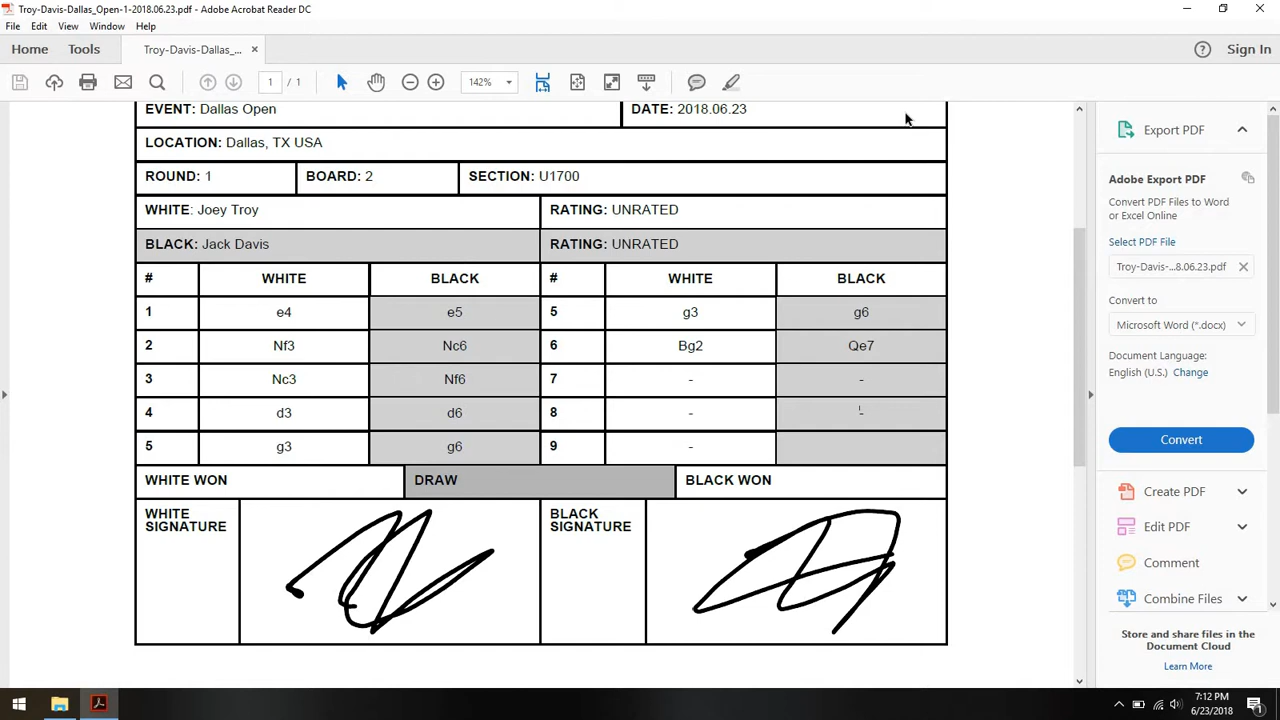 Troy-Davis-Dallas_Open-1-2018.06.23.pdf - Adobe Acrobat Reader DC
File Edit View Window Help
Home Tools Troy-Davis-Dallas_... × ? Sign In
1 / 1 142%
EVENT: Dallas Open DATE: 2018.06.23
LOCATION: Dallas, TX USA
ROUND: 1 BOARD: 2 SECTION: U1700
WHITE: Joey Troy RATING: UNRATED
BLACK: Jack Davis RATING: UNRATED
# WHITE BLACK # WHITE BLACK
1 e4 e5 5 g3 g6
2 Nf3 Nc6 6 Bg2 Qe7
3 Nc3 Nf6 7 - -
4 d3 d6 8 - -
5 g3 g6 9 -
WHITE WON DRAW BLACK WON
WHITE
SIGNATURE
BLACK
SIGNATURE
Export PDF
Adobe Export PDF
Convert PDF Files to Word
or Excel Online
Select PDF File
Troy-Davis-...8.06.23.pdf
Convert to
Microsoft Word (*.docx)
Document Language:
English (U.S.) Change
Convert
Create PDF
Edit PDF
Comment
Combine Files
Store and share files in the
Document Cloud
Learn More
7:12 PM
6/23/2018
1